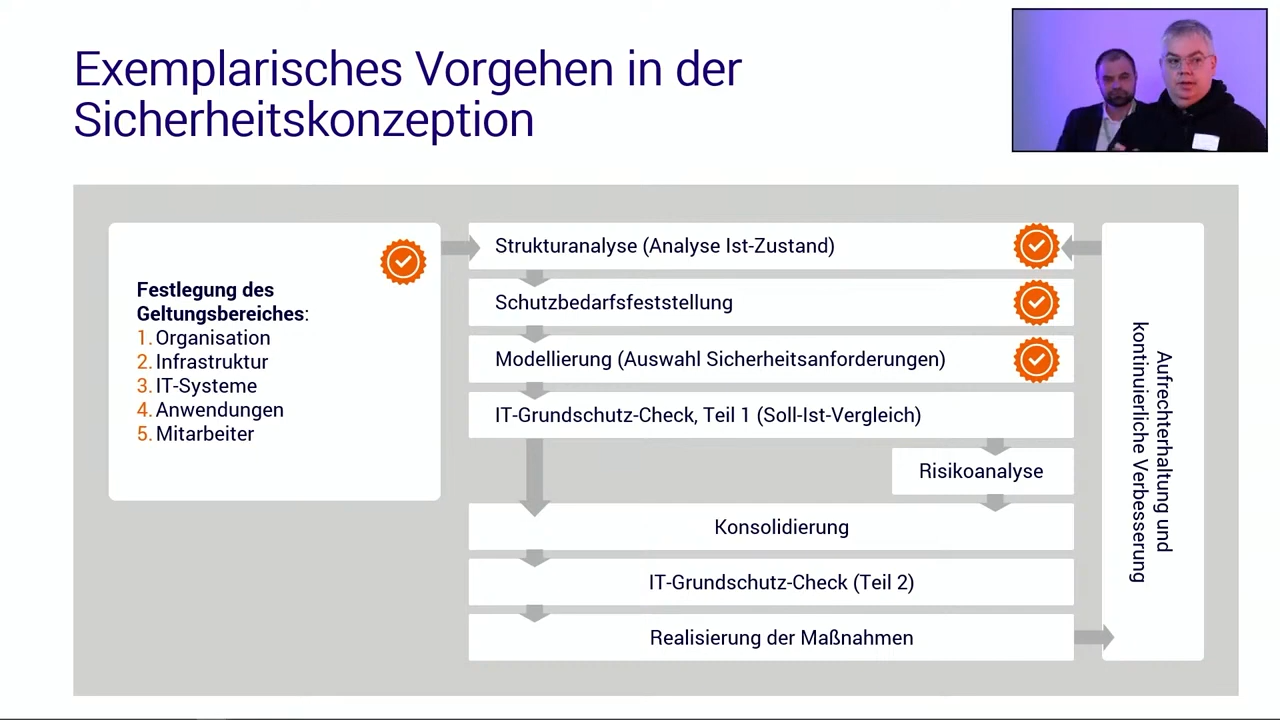 Exemplarisches Vorgehen in der
Sicherheitskonzeption
Festlegung des
Geltungsbereiches:
1. Organisation
2. Infrastruktur
3. IT-Systeme
4. Anwendungen
5. Mitarbeiter
Strukturanalyse (Analyse Ist-Zustand)
Schutzbedarfsfeststellung
Modellierung (Auswahl Sicherheitsanforderungen)
IT-Grundschutz-Check, Teil 1 (Soll-Ist-Vergleich)
Risikoanalyse
Konsolidierung
IT-Grundschutz-Check (Teil 2)
Realisierung der Maßnahmen
Aufrechterhaltung und
kontinuierliche Verbesserung